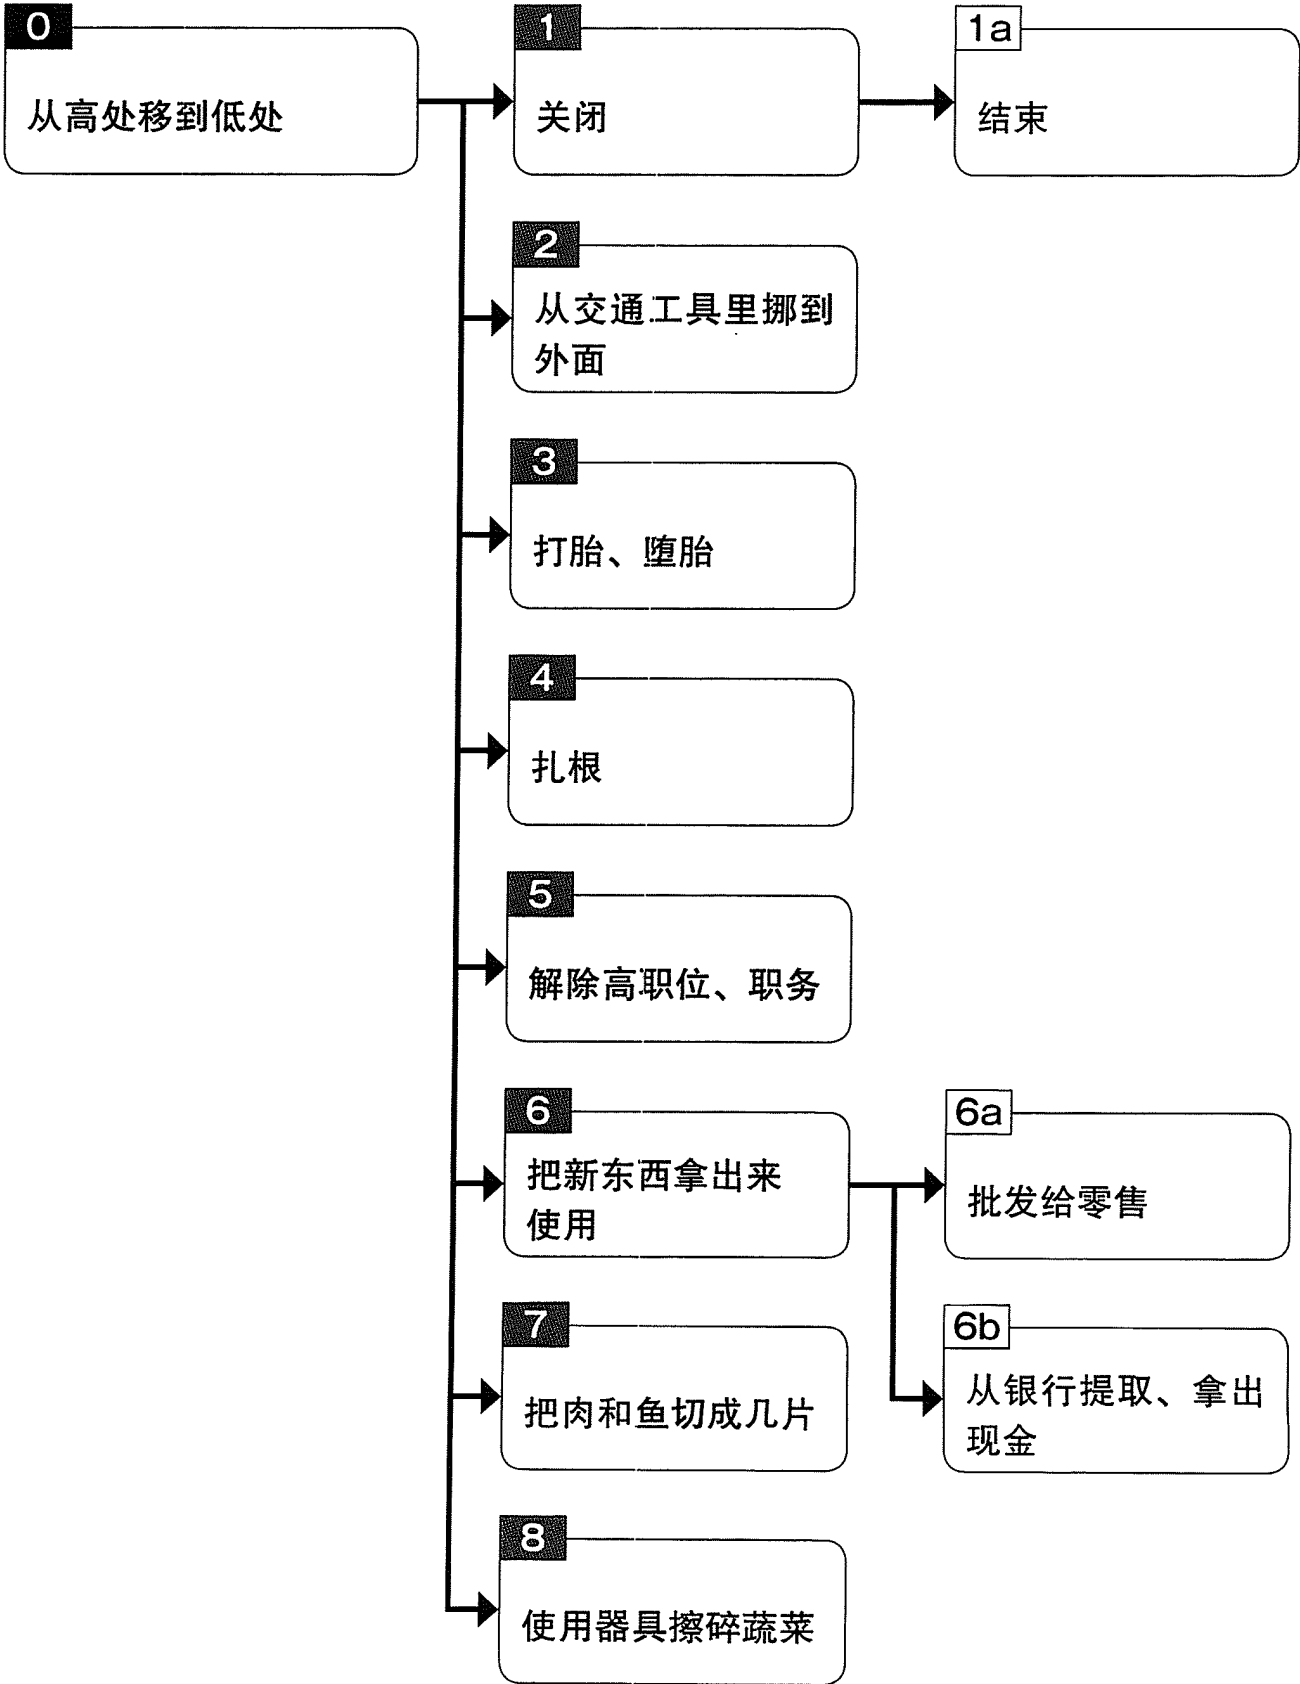 0
从高处移到低处
1
关闭
1a
结束
2
从交通工具里挪到
外面
3
打胎、堕胎
4
扎根
5
解除高职位、职务
6
把新东西拿出来
使用
6a
批发给零售
7
把肉和鱼切成几片
6b
从银行提取、拿出
现金
8
使用器具擦碎蔬菜